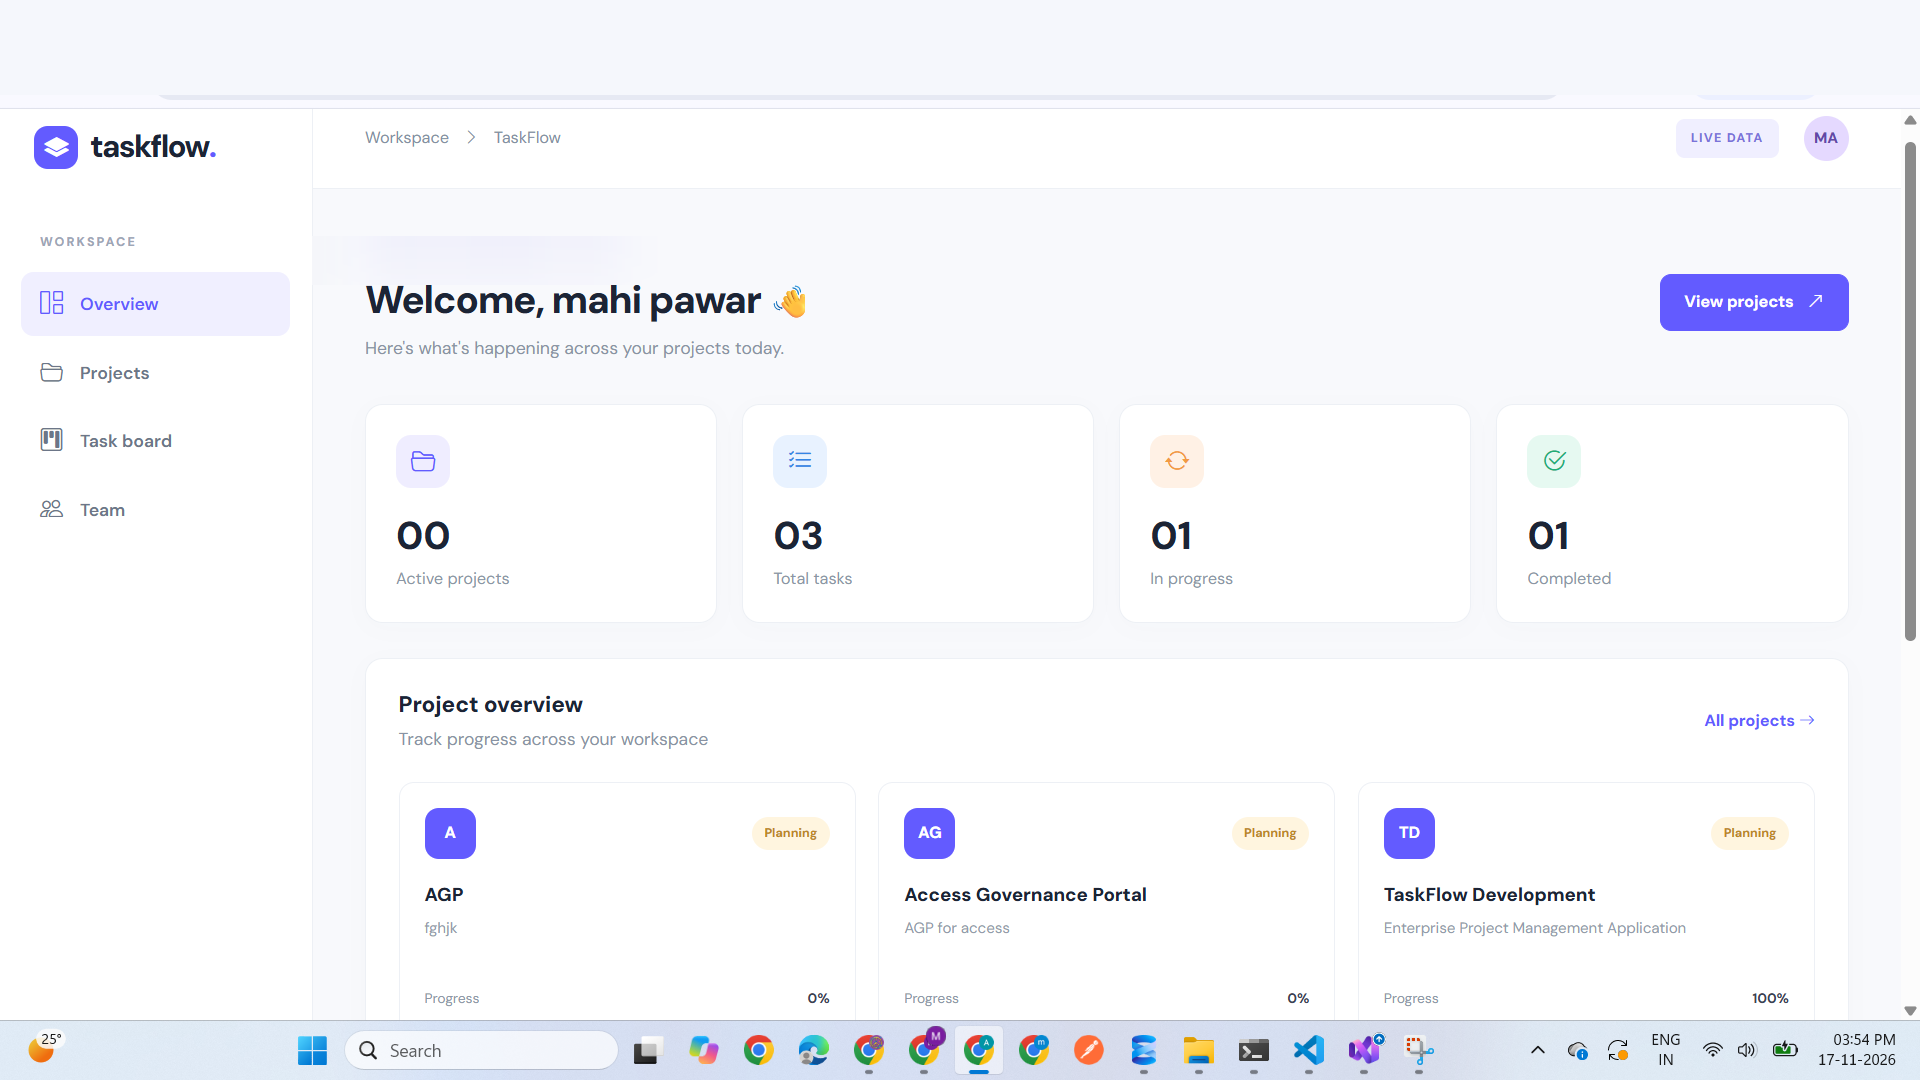 taskflow.
Workspace > TaskFlow
LIVE DATA
MA
WORKSPACE
Overview
Projects
Task board
Team
Welcome, mahi pawar 👋
Here's what's happening across your projects today.
View projects
00
Active projects
03
Total tasks
01
In progress
01
Completed
Project overview
Track progress across your workspace
All projects →
A
Planning
AGP
fghjk
Progress 0%
AG
Planning
Access Governance Portal
AGP for access
Progress 0%
TD
Planning
TaskFlow Development
Enterprise Project Management Application
Progress 100%
25°
Search
M
A
m
ENG
IN
03:54 PM
17-11-2026